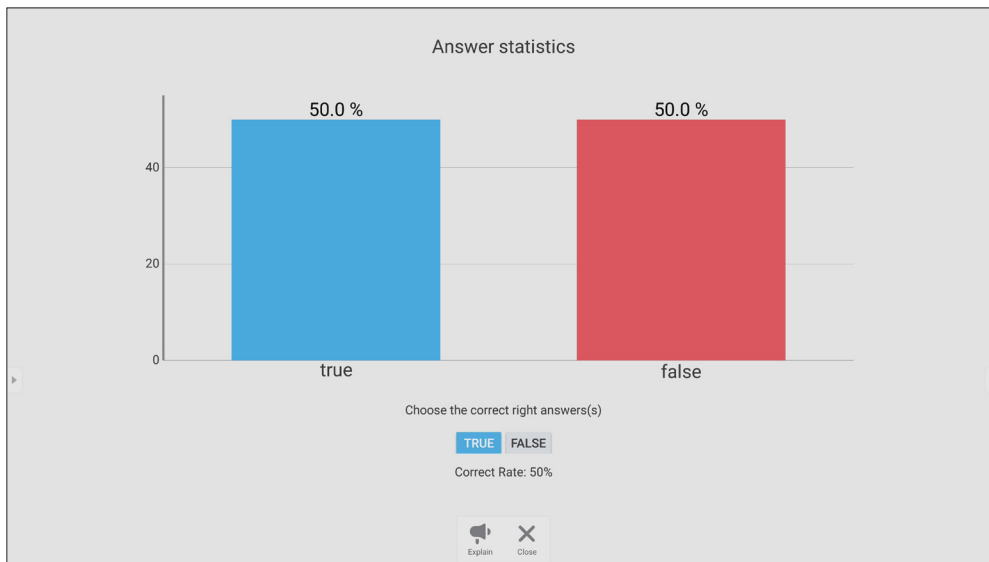 Answer statistics
50.0 % 50.0 %
40
20
0
true false
Choose the correct right answers(s)
TRUE FALSE
Correct Rate: 50%
Explain Close